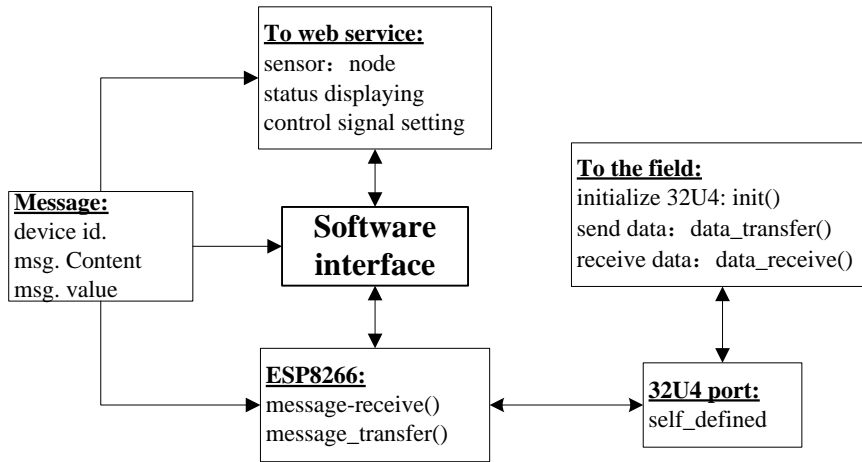 To web service:
sensor：node
status displaying
control signal setting
To the field:
initialize 32U4: init()
send data：data_transfer()
receive data：data_receive()
Message:
device id.
msg. Content
msg. value
Software
interface
ESP8266:
message-receive()
message_transfer()
32U4 port:
self_defined